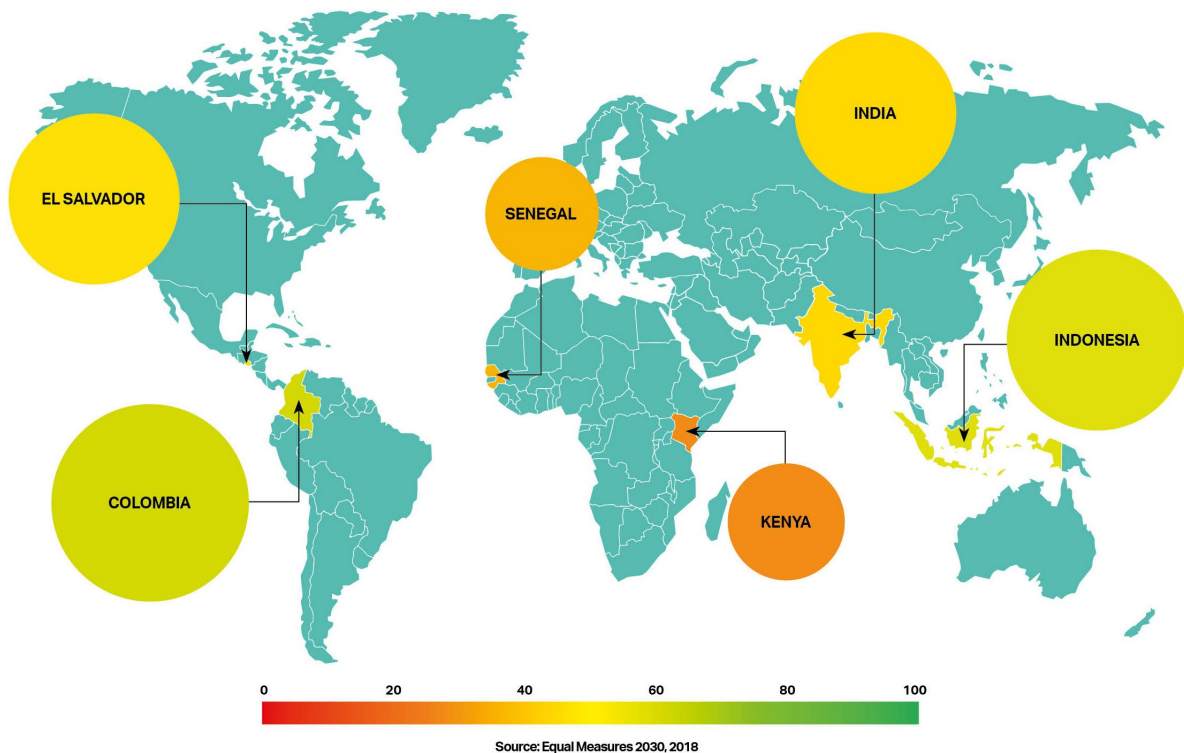 INDIA
EL SALVADOR
SENEGAL
INDONESIA
COLOMBIA
KENYA
0 20 40 60 80 100
Source: Equal Measures 2030, 2018